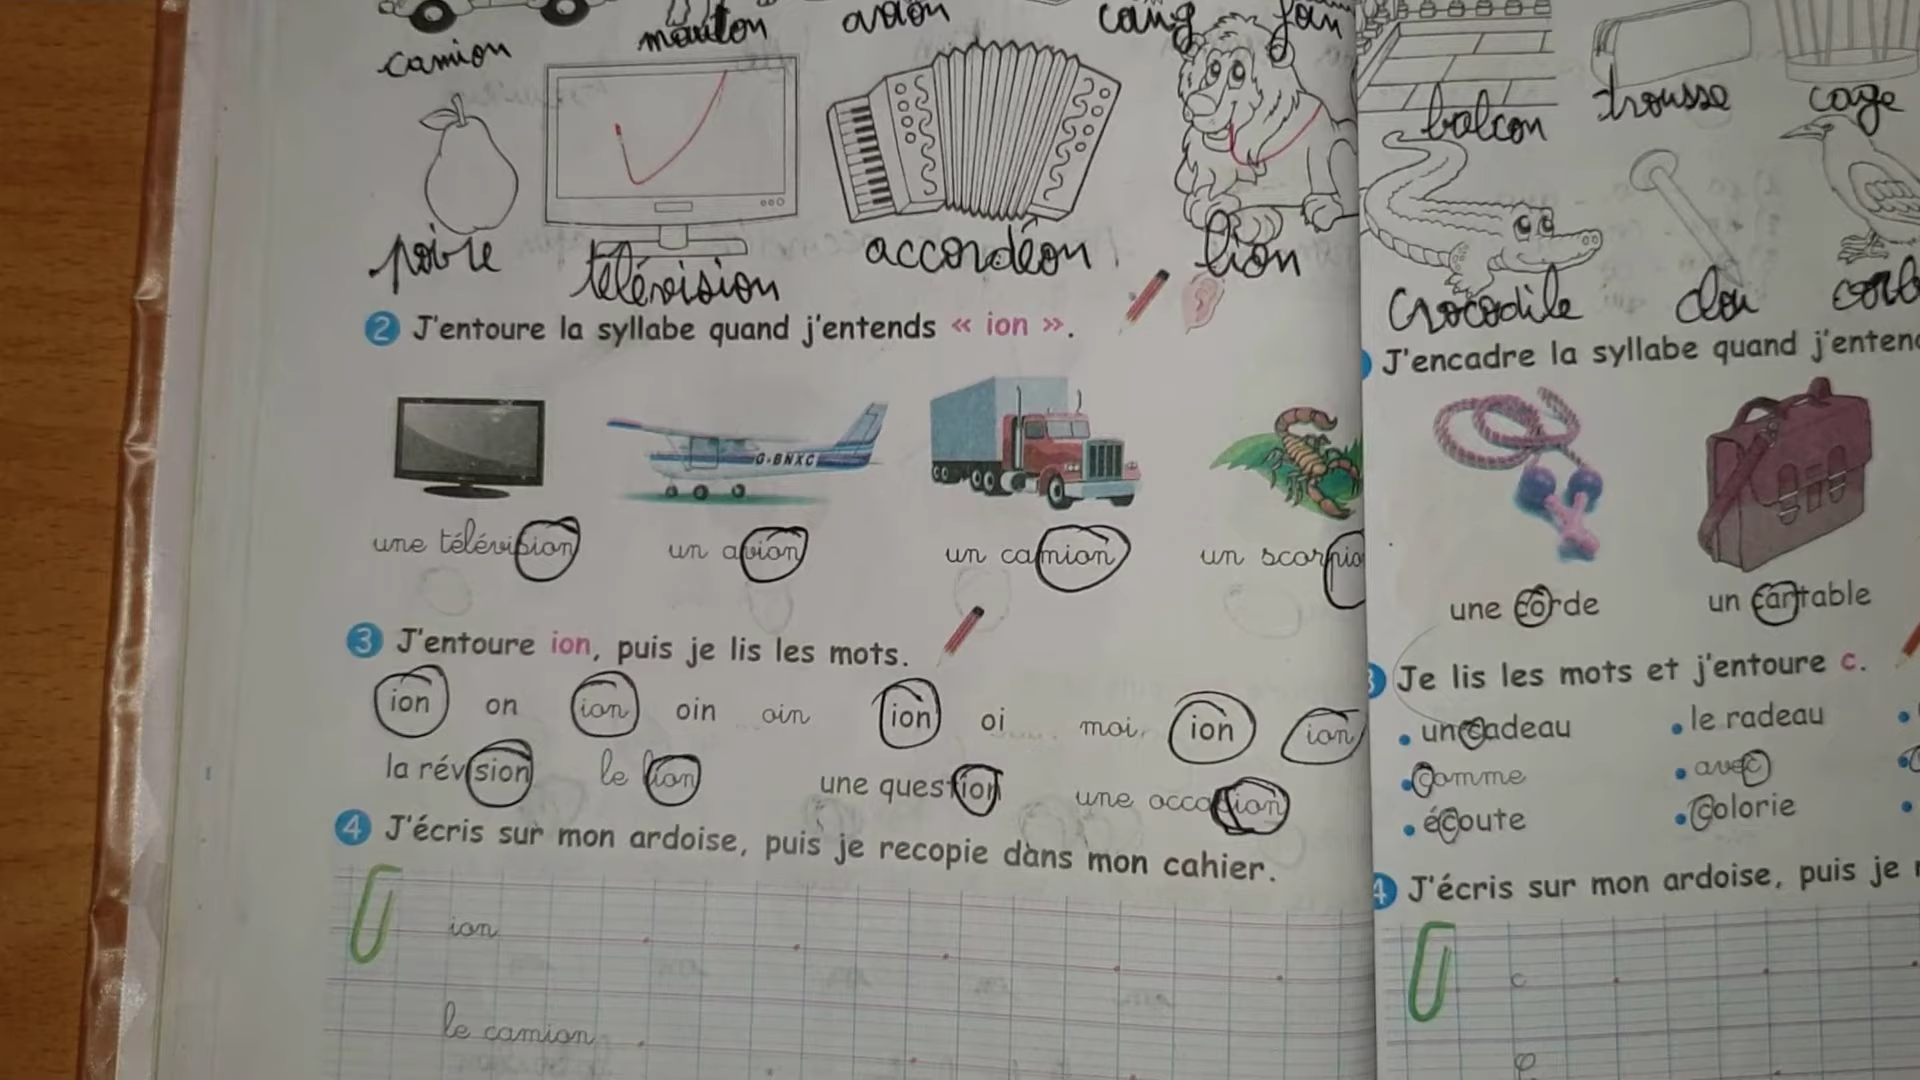 camion mouton avion
poire télévision accordéon lion
2 J'entoure la syllabe quand j'entends « ion ».
G-BNXC
une télévision un avion un camion un scorpio
3 J'entoure ion, puis je lis les mots.
ion on ion oin oin ion oi moi ion ion
la révision le lion une question une occasion
4 J'écris sur mon ardoise, puis je recopie dans mon cahier.
ion
le camion
balcon trousse cage
crocodile clou corb
J'encadre la syllabe quand j'entend
une corde un cartable
3 Je lis les mots et j'entoure c.
• un cadeau • le radeau
• comme • avec
• écoute • colorie
4 J'écris sur mon ardoise, puis je r
c